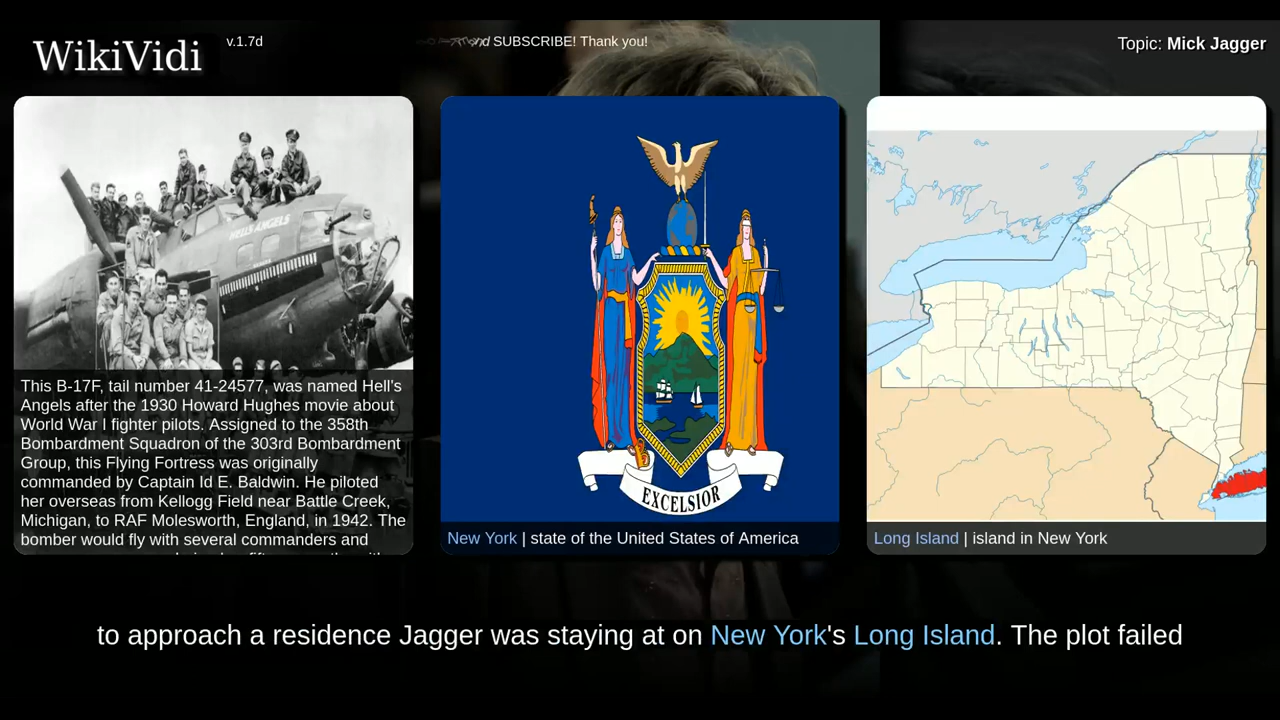 WikiVidi
v.1.7d
SUBSCRIBE! Thank you!
Topic: Mick Jagger
HELL'S ANGELS
This B-17F, tail number 41-24577, was named Hell's
Angels after the 1930 Howard Hughes movie about
World War I fighter pilots. Assigned to the 358th
Bombardment Squadron of the 303rd Bombardment
Group, this Flying Fortress was originally
commanded by Captain Id E. Baldwin. He piloted
her overseas from Kellogg Field near Battle Creek,
Michigan, to RAF Molesworth, England, in 1942. The
bomber would fly with several commanders and
EXCELSIOR
New York | state of the United States of America
Long Island | island in New York
to approach a residence Jagger was staying at on New York's Long Island. The plot failed